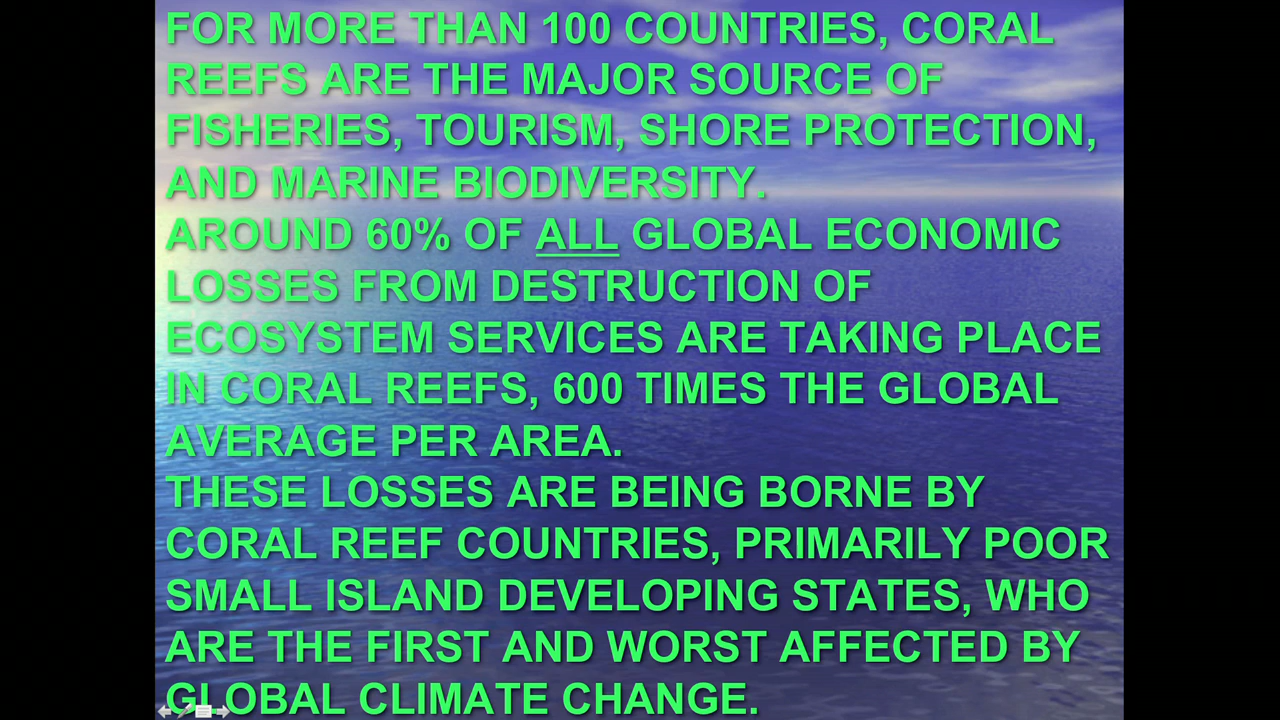 FOR MORE THAN 100 COUNTRIES, CORAL
REEFS ARE THE MAJOR SOURCE OF
FISHERIES, TOURISM, SHORE PROTECTION,
AND MARINE BIODIVERSITY.
AROUND 60% OF ALL GLOBAL ECONOMIC
LOSSES FROM DESTRUCTION OF
ECOSYSTEM SERVICES ARE TAKING PLACE
IN CORAL REEFS, 600 TIMES THE GLOBAL
AVERAGE PER AREA.
THESE LOSSES ARE BEING BORNE BY
CORAL REEF COUNTRIES, PRIMARILY POOR
SMALL ISLAND DEVELOPING STATES, WHO
ARE THE FIRST AND WORST AFFECTED BY
GLOBAL CLIMATE CHANGE.